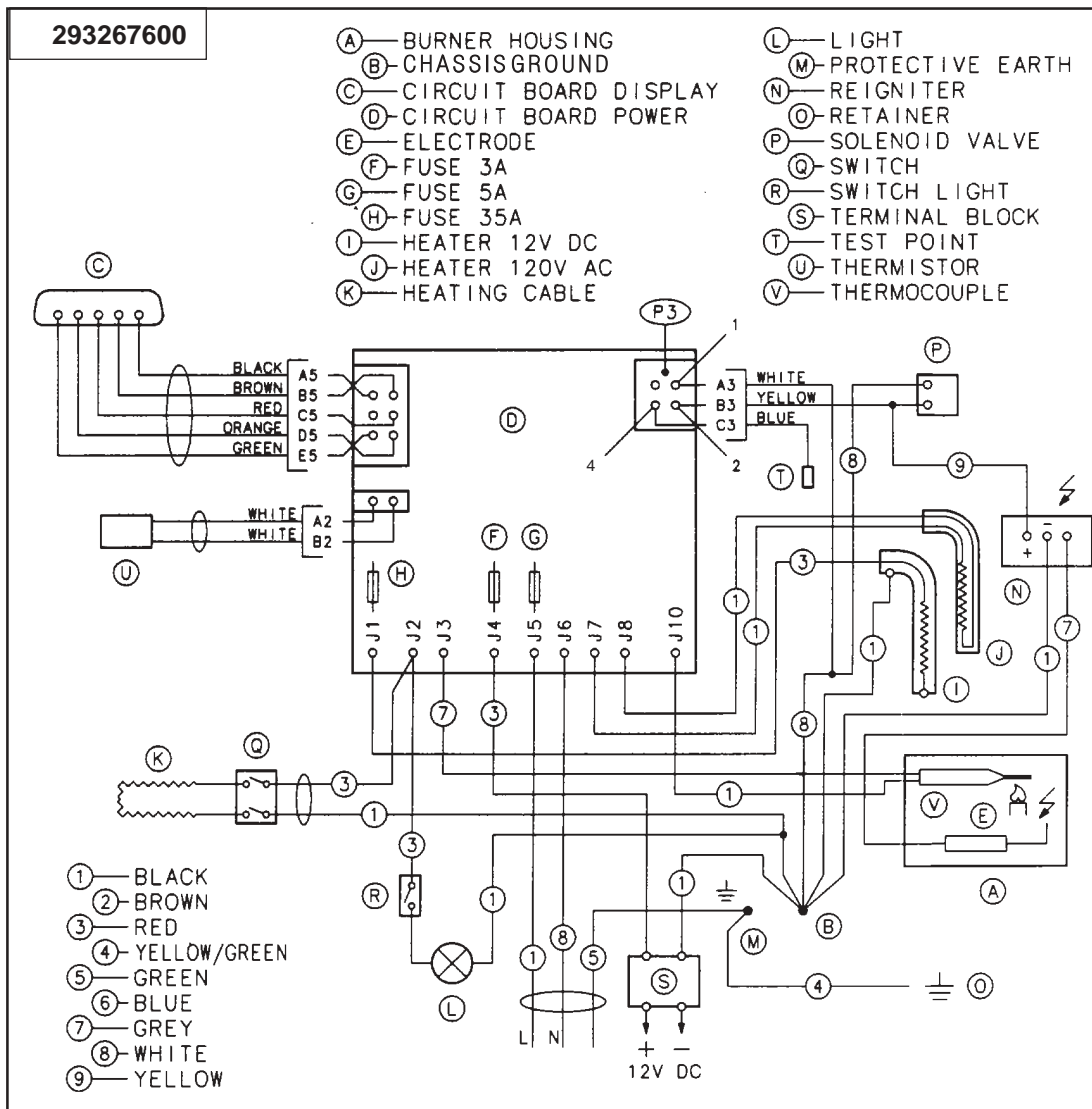 293267600
A BURNER HOUSING
B CHASSISGROUND
C CIRCUIT BOARD DISPLAY
D CIRCUIT BOARD POWER
E ELECTRODE
F FUSE 3A
G FUSE 5A
H FUSE 35A
I HEATER 12V DC
J HEATER 120V AC
K HEATING CABLE
L LIGHT
M PROTECTIVE EARTH
N REIGNITER
O RETAINER
P SOLENOID VALVE
Q SWITCH
R SWITCH LIGHT
S TERMINAL BLOCK
T TEST POINT
U THERMISTOR
V THERMOCOUPLE
C
BLACK A5
BROWN B5
RED C5
ORANGE D5
GREEN E5
WHITE A2
WHITE B2
U
D
P3
1
4
2
A3 WHITE
B3 YELLOW
C3 BLUE
T
P
8
9
+ -
N
F G H
J1 J2 J3 J4 J5 J6 J7 J8 J10
3
1
1
1
1
7
J
I
7
3
8
K
Q
3
1
1
V
E
A
3
R
L
1
1
8
5
1
M
B
S
4
O
L N
+ -
12V DC
1 BLACK
2 BROWN
3 RED
4 YELLOW/GREEN
5 GREEN
6 BLUE
7 GREY
8 WHITE
9 YELLOW